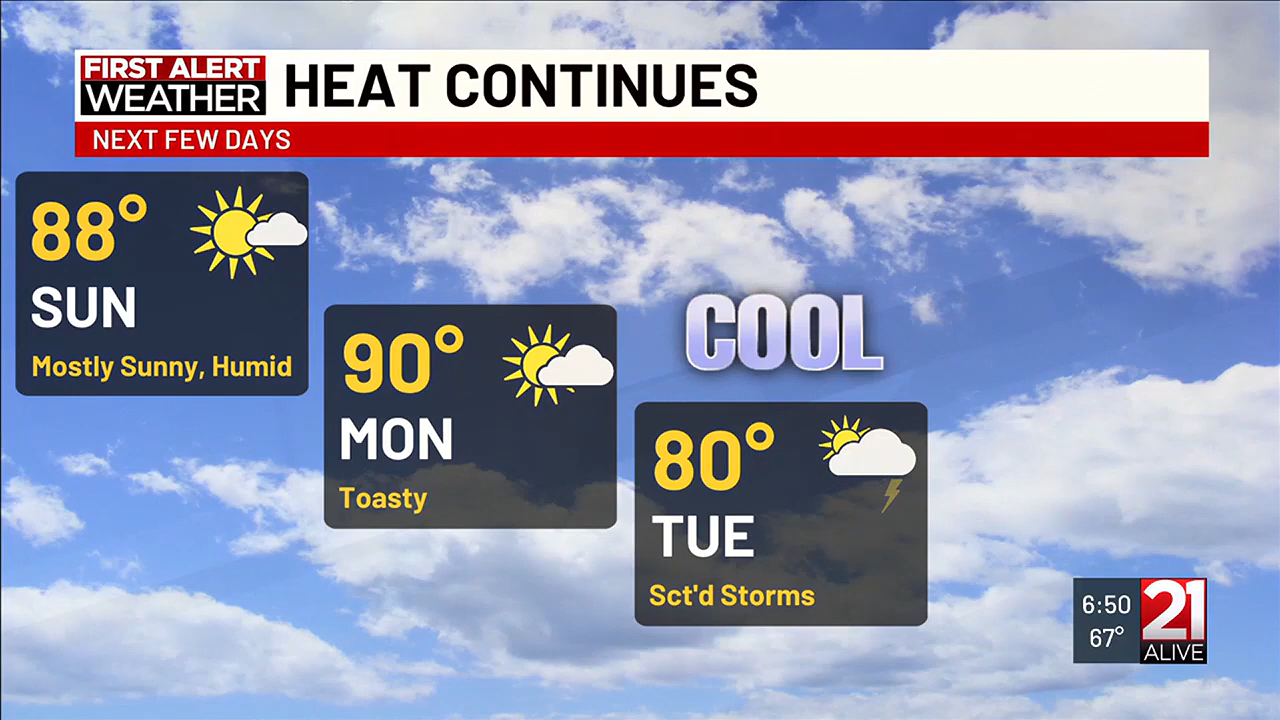 FIRST ALERT
WEATHER
HEAT CONTINUES
NEXT FEW DAYS
88°
SUN
Mostly Sunny, Humid
90°
MON
Toasty
COOL
80°
TUE
Sct'd Storms
6:50
67°
21
ALIVE